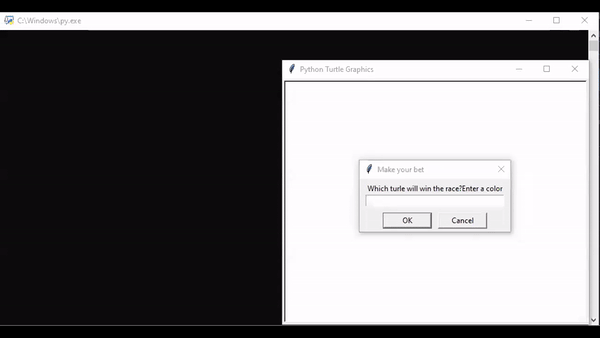 C:\Windows\py.exe
Python Turtle Graphics
Make your bet
Which turle will win the race?Enter a color
OK
Cancel